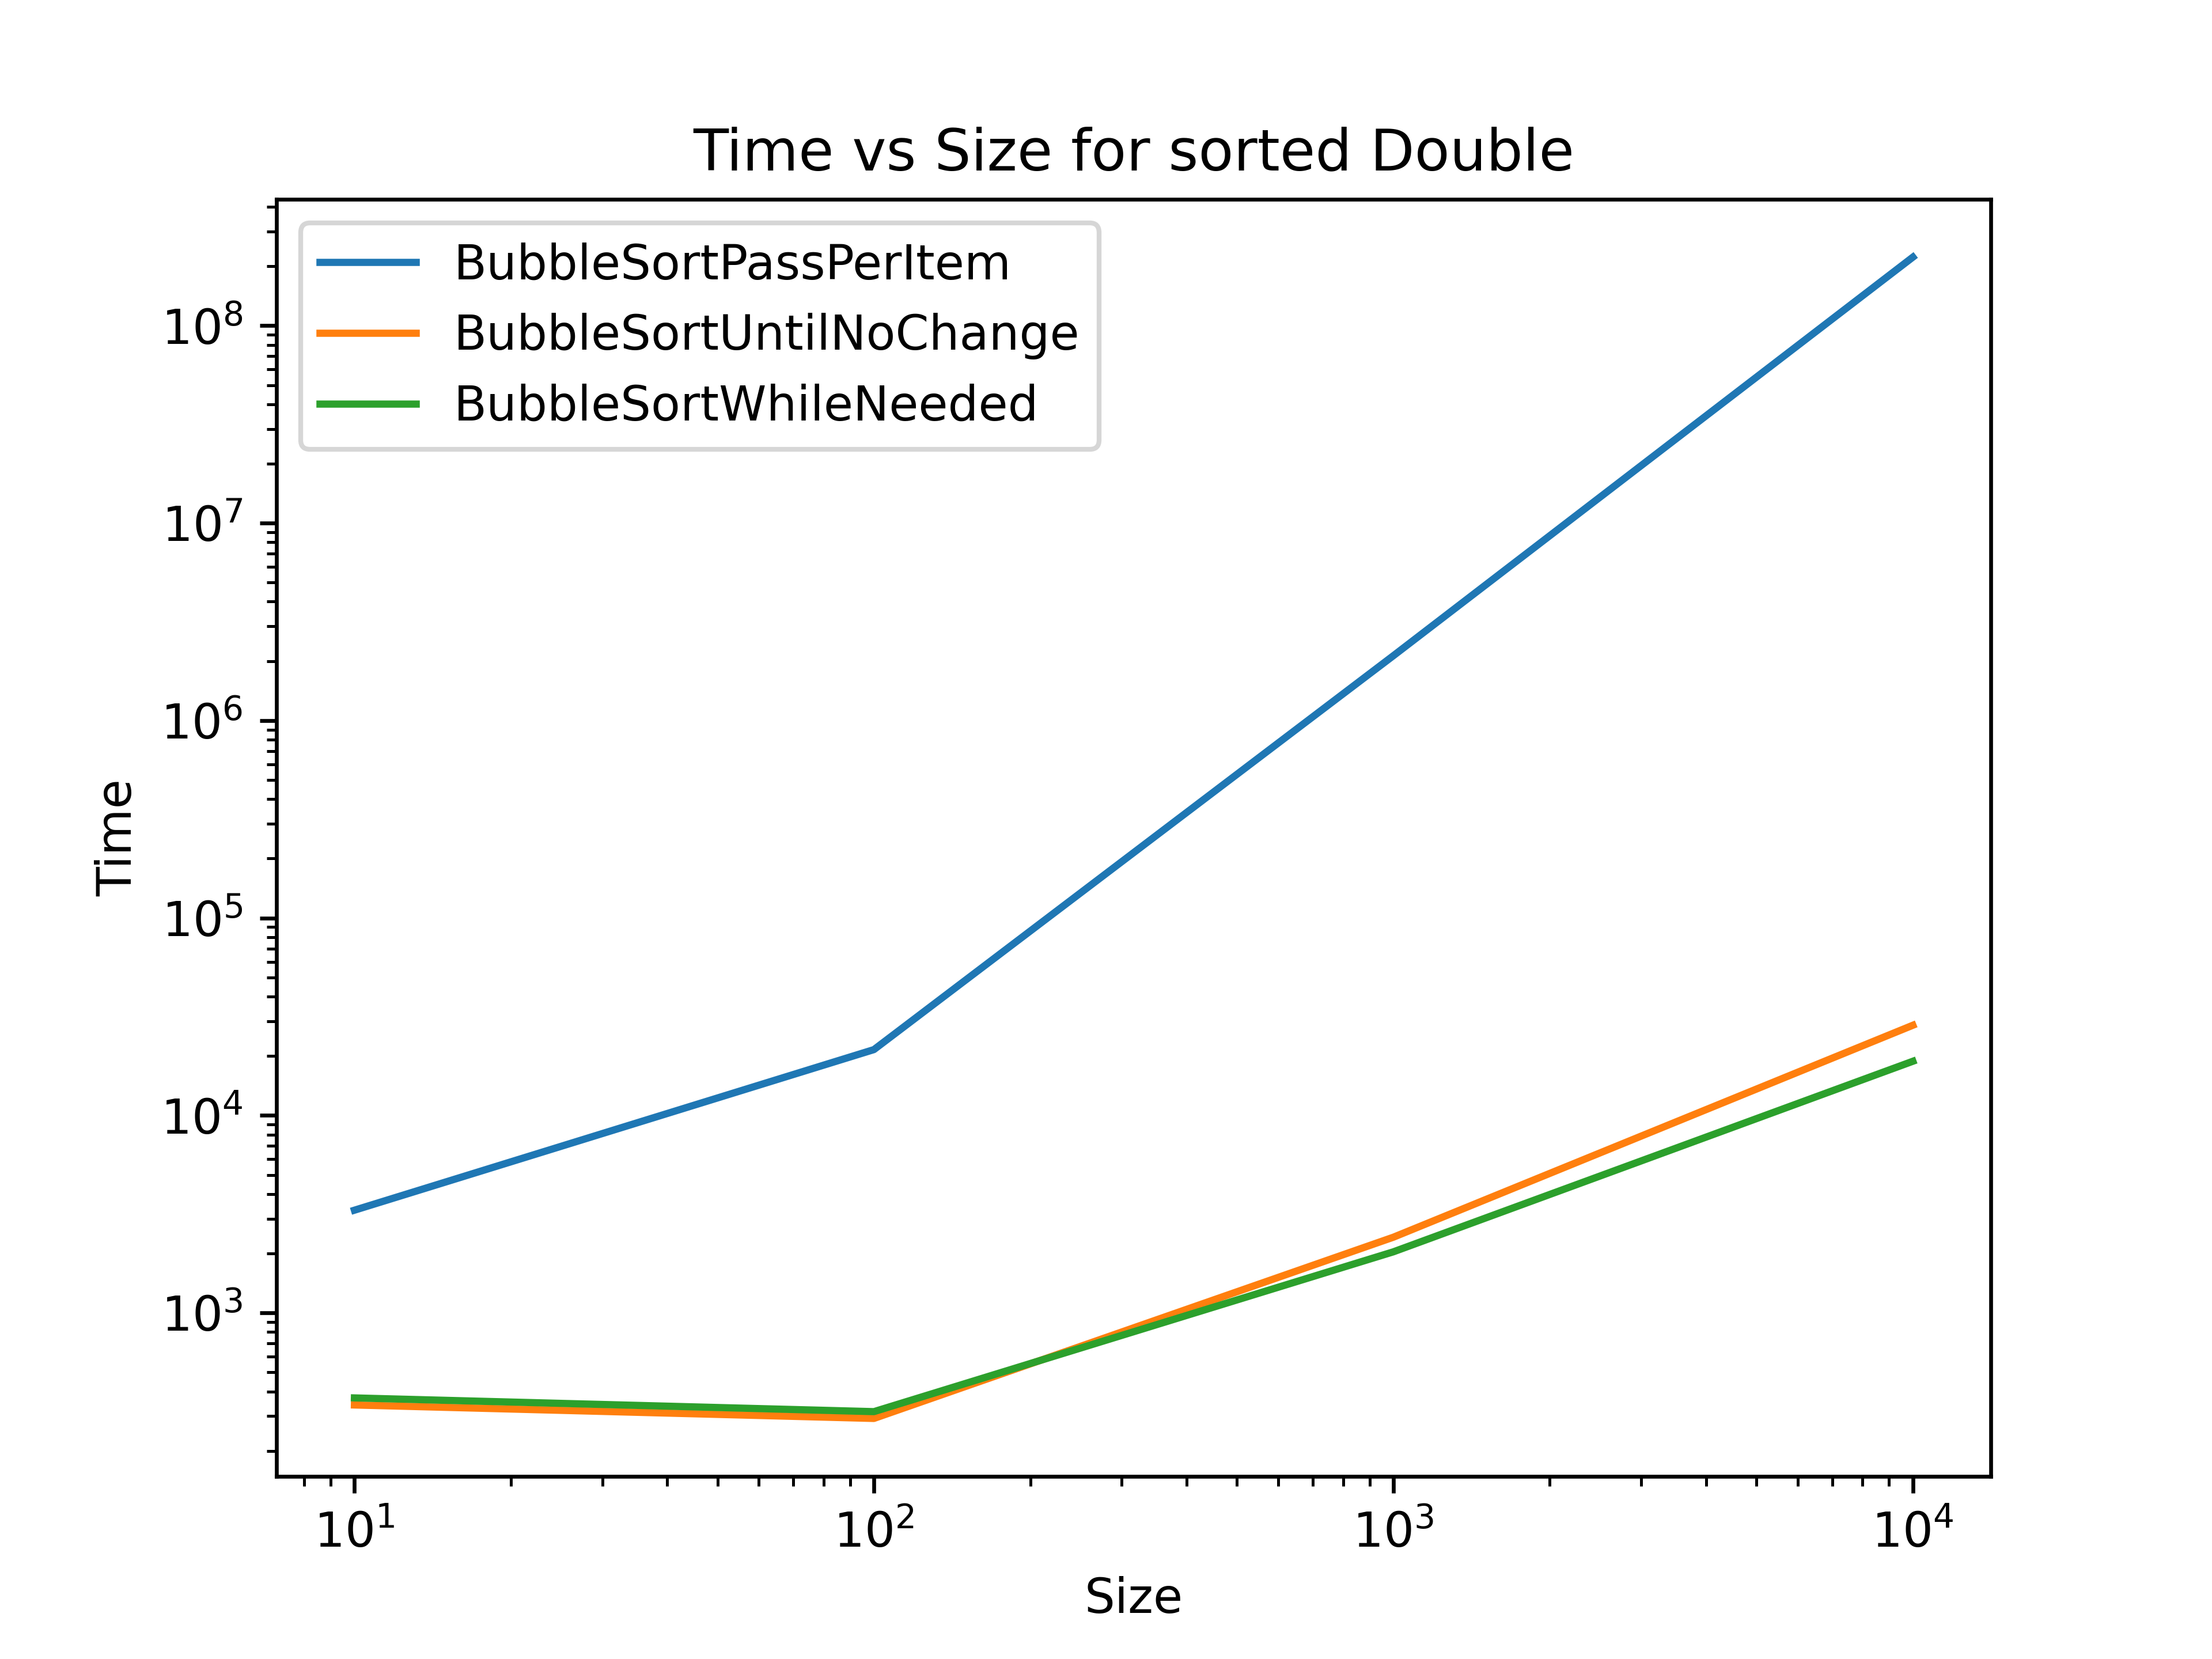 Time vs Size for sorted Double
BubbleSortPassPerItem
BubbleSortUntilNoChange
BubbleSortWhileNeeded
10⁸
10⁷
10⁶
10⁵
10⁴
10³
Time
10¹ 10² 10³ 10⁴
Size